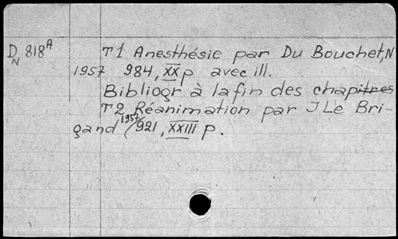 D 818A T1 Anesthésie par Du Bouchet, N
N
1957 984, XX p avec ill.
Bibliogr à la fin des chapitres
T2 Réanimation par J Le Bri-
1957
gand (921, XXIII p.